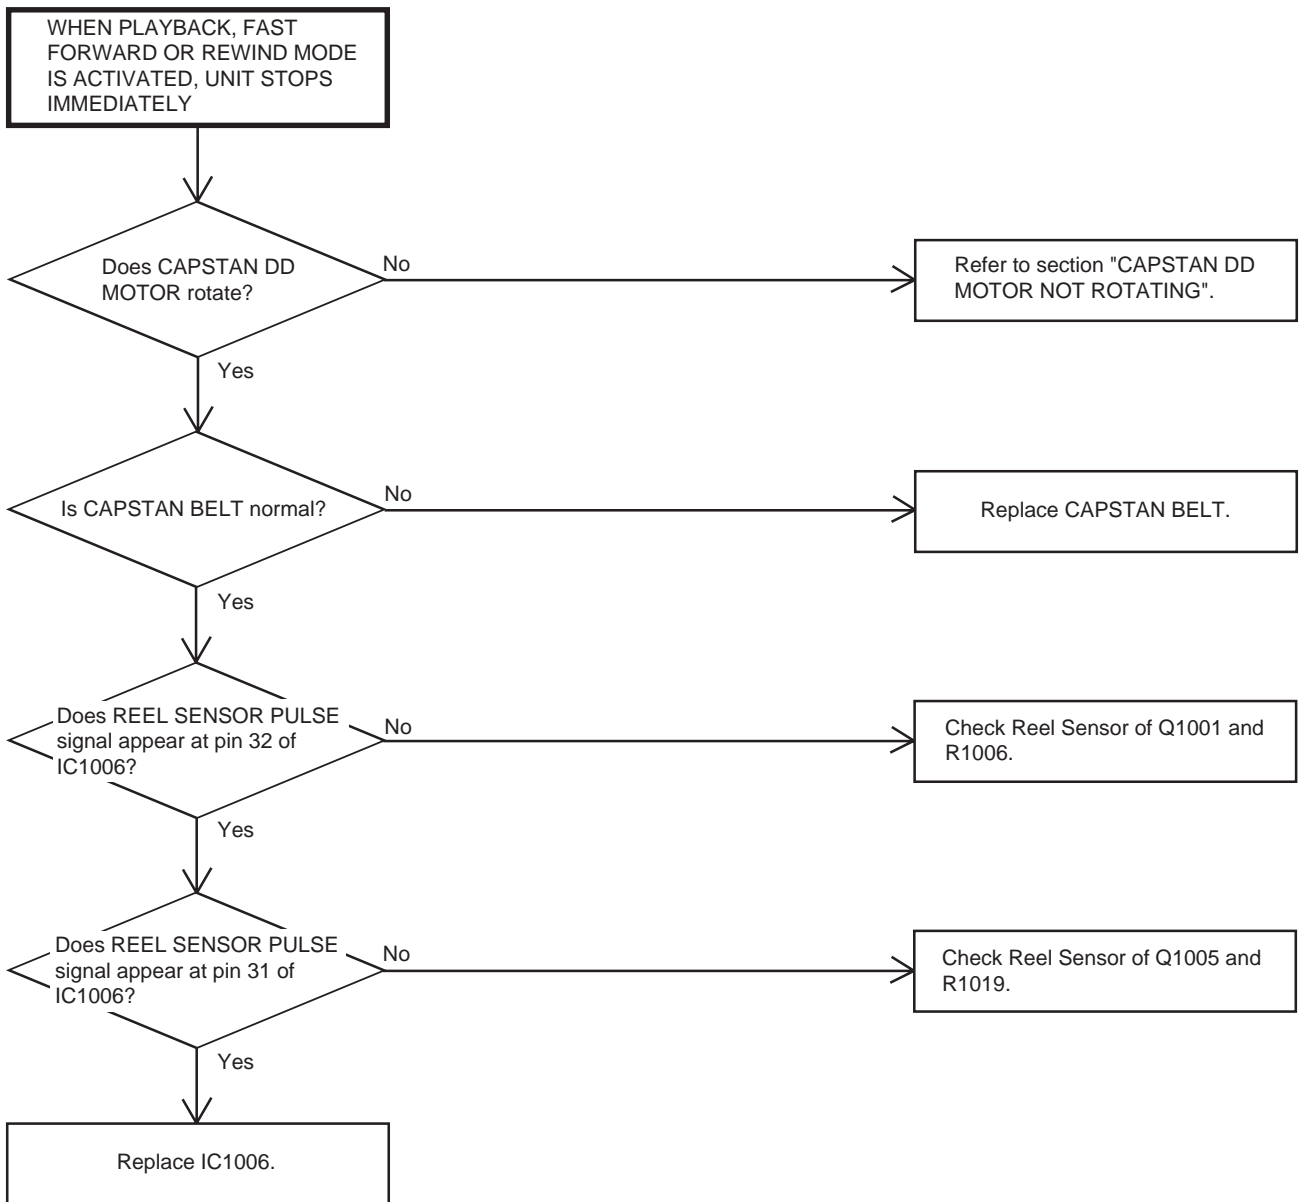 WHEN PLAYBACK, FAST
FORWARD OR REWIND MODE
IS ACTIVATED, UNIT STOPS
IMMEDIATELY
Does CAPSTAN DD
MOTOR rotate?
No
Refer to section "CAPSTAN DD
MOTOR NOT ROTATING".
Yes
Is CAPSTAN BELT normal?
No
Replace CAPSTAN BELT.
Yes
Does REEL SENSOR PULSE
signal appear at pin 32 of
IC1006?
No
Check Reel Sensor of Q1001 and
R1006.
Yes
Does REEL SENSOR PULSE
signal appear at pin 31 of
IC1006?
No
Check Reel Sensor of Q1005 and
R1019.
Yes
Replace IC1006.